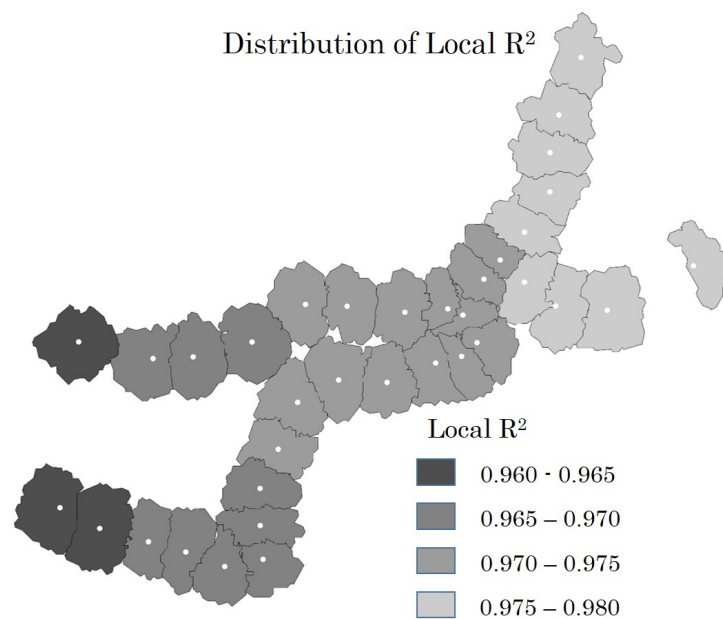 Distribution of Local R²
Local R²
0.960 - 0.965
0.965 – 0.970
0.970 – 0.975
0.975 – 0.980